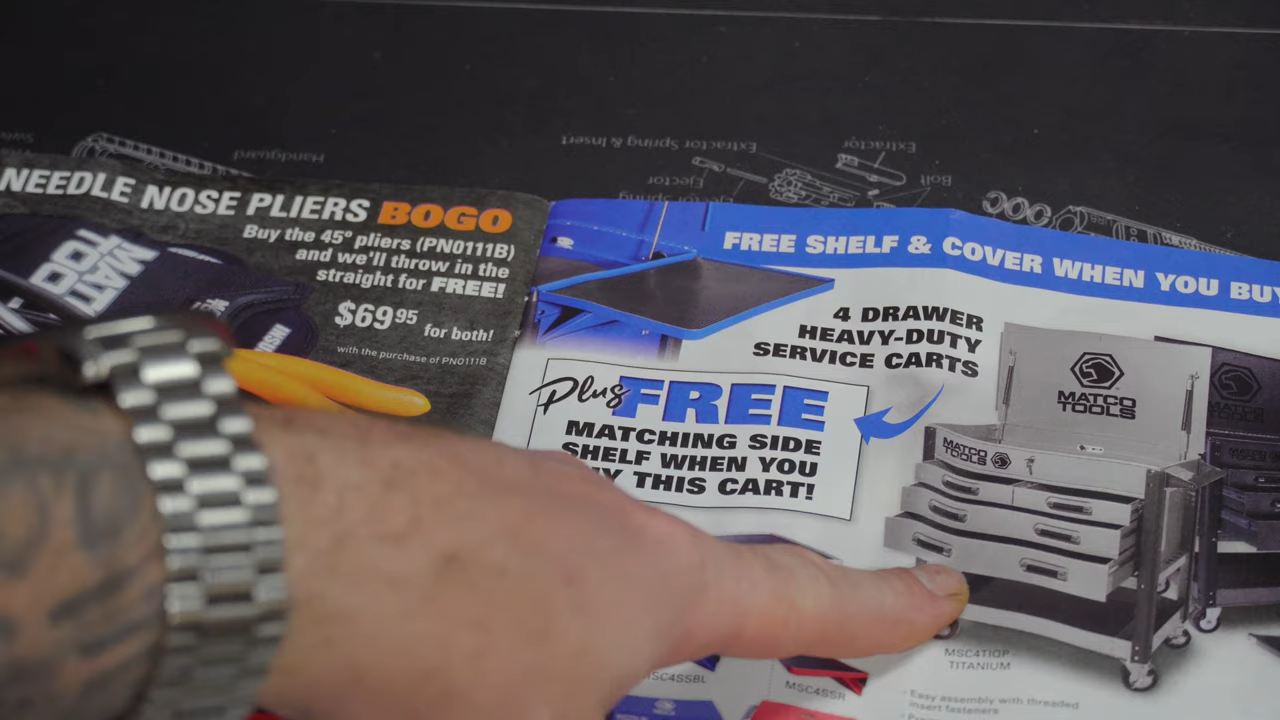 Handguard
Extractor Spring & Insert
Extractor
Ejector
Bolt
NEEDLE NOSE PLIERS BOGO
Buy the 45° pliers (PN0111B)
and we'll throw in the
straight for FREE!
$69.95 for both!
with the purchase of PN0111B
FREE SHELF & COVER WHEN YOU BUY
4 DRAWER
HEAVY-DUTY
SERVICE CARTS
Plus FREE
MATCHING SIDE
SHELF WHEN YOU
THIS CART!
MATCO
TOOLS
MATCO
TOOLS
MSC4TIQP -
TITANIUM
MSC4SSR
Easy assembly with threaded
insert fasteners